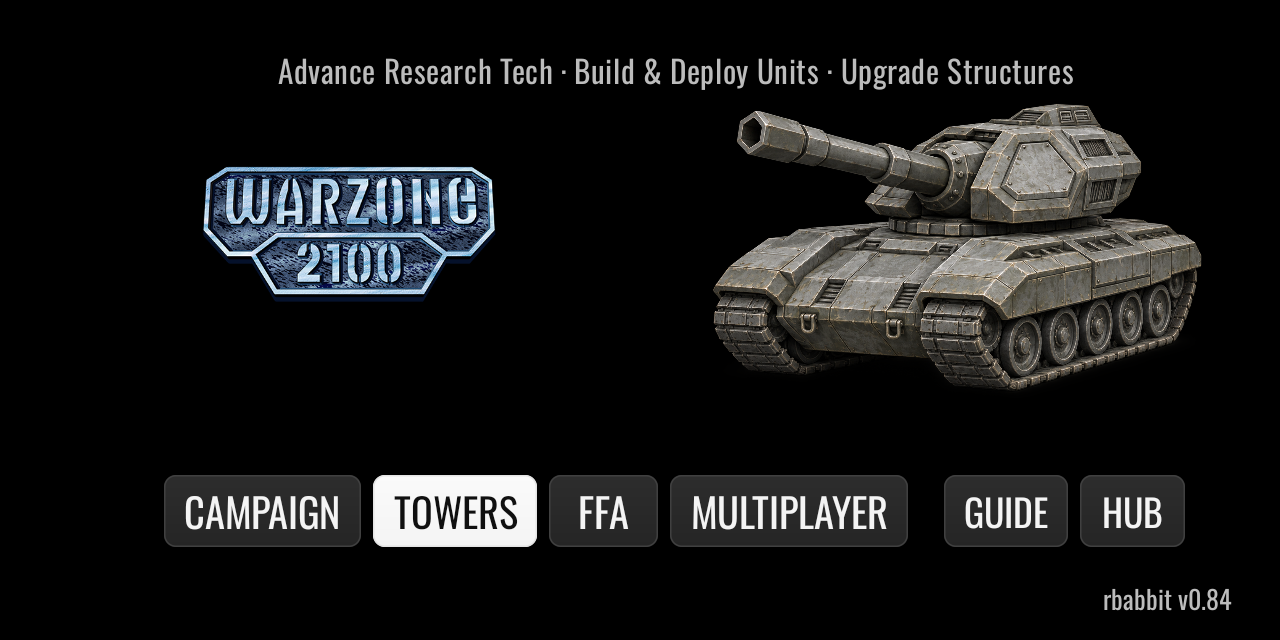 Advance Research Tech · Build & Deploy Units · Upgrade Structures
WARZONE
2100
CAMPAIGN
TOWERS
FFA
MULTIPLAYER
GUIDE
HUB
rbabbit v0.84